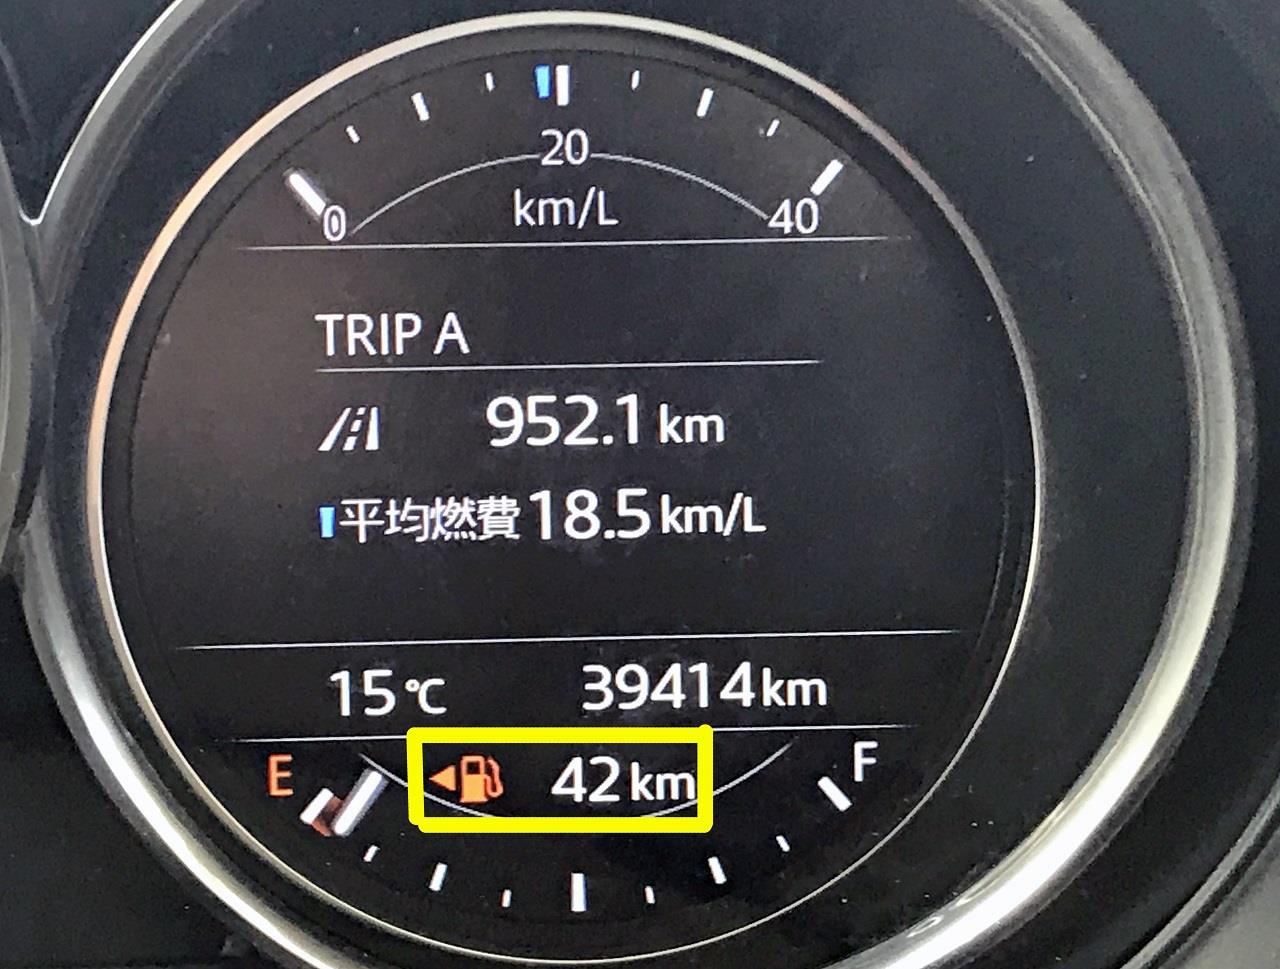 20
km/L
0 40
TRIP A
952.1 km
平均燃費 18.5 km/L
15℃ 39414 km
E 42 km F